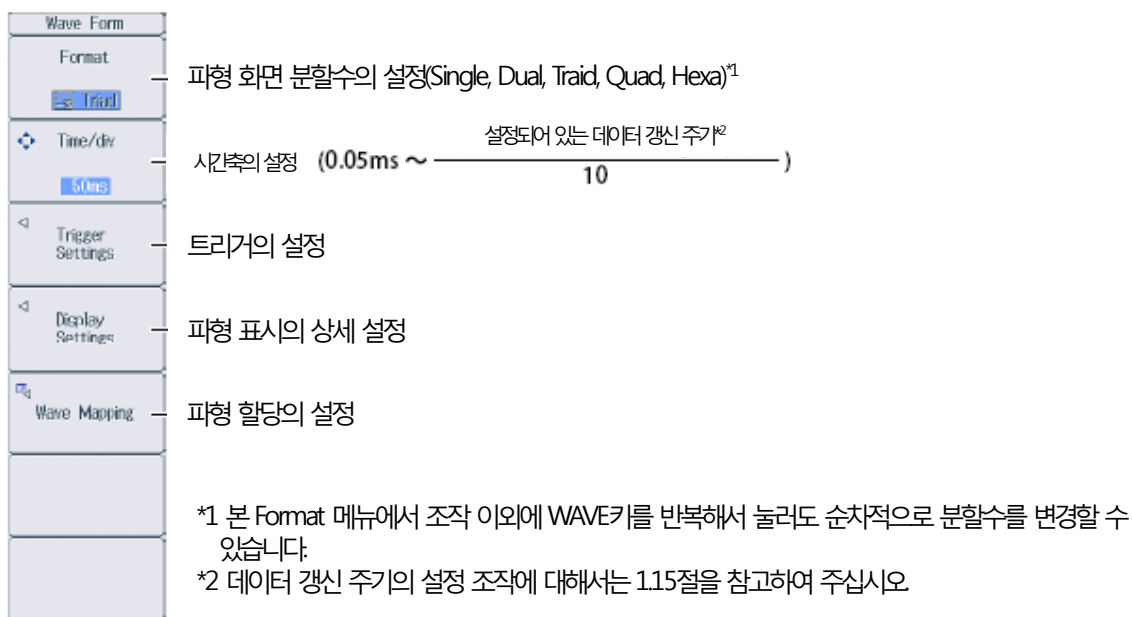 Wave Form
Format
Triad
파형 화면 분할수의 설정(Single, Dual, Traid, Quad, Hexa)*1
Time/div
50ms
시간축의 설정 (0.05ms ~ 설정되어 있는 데이터 갱신 주기*2
10 )
Trigger
Settings
트리거의 설정
Display
Settings
파형 표시의 상세 설정
Wave Mapping
파형 할당의 설정
*1 본 Format 메뉴에서 조작 이외에 WAVE키를 반복해서 눌러도 순차적으로 분할수를 변경할 수
있습니다.
*2 데이터 갱신 주기의 설정 조작에 대해서는 1.15절을 참고하여 주십시오.